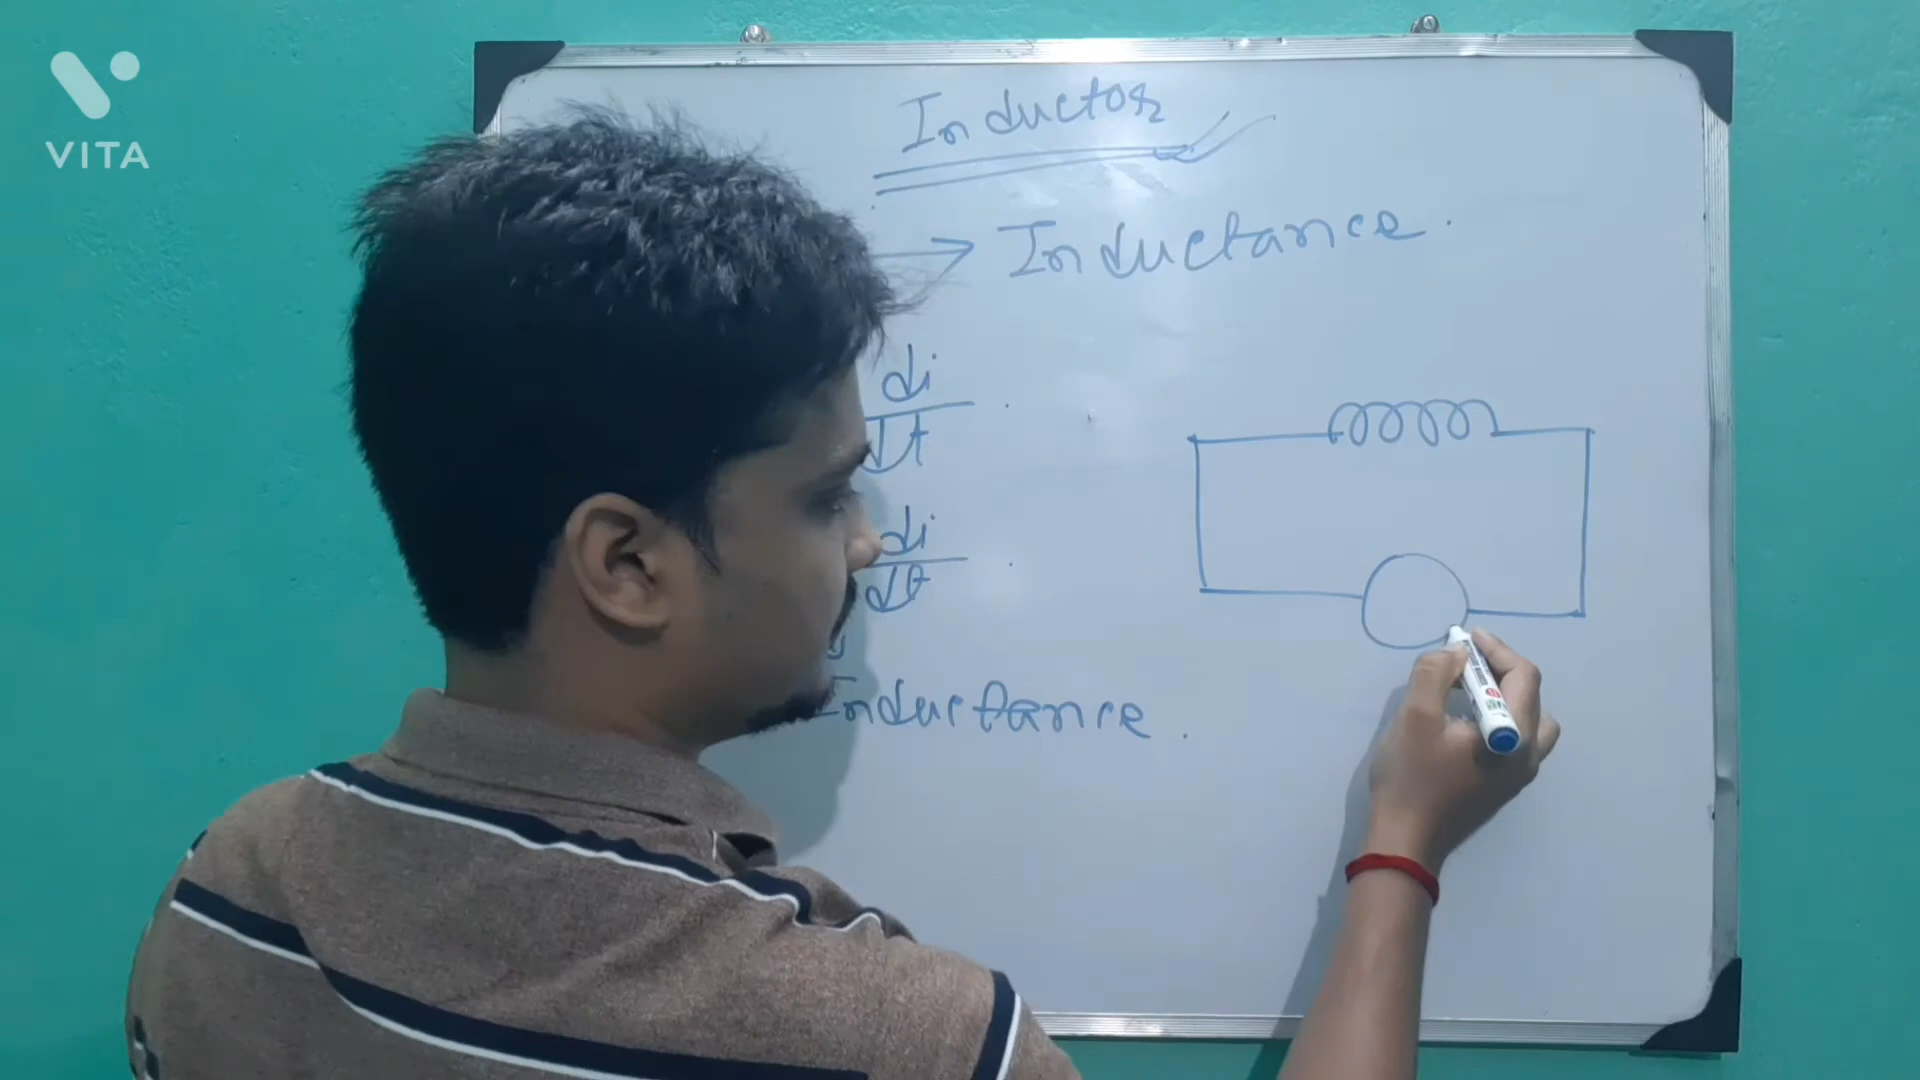 VITA
Inductor
→ Inductance.
di
dt
di
dt
Inductance.